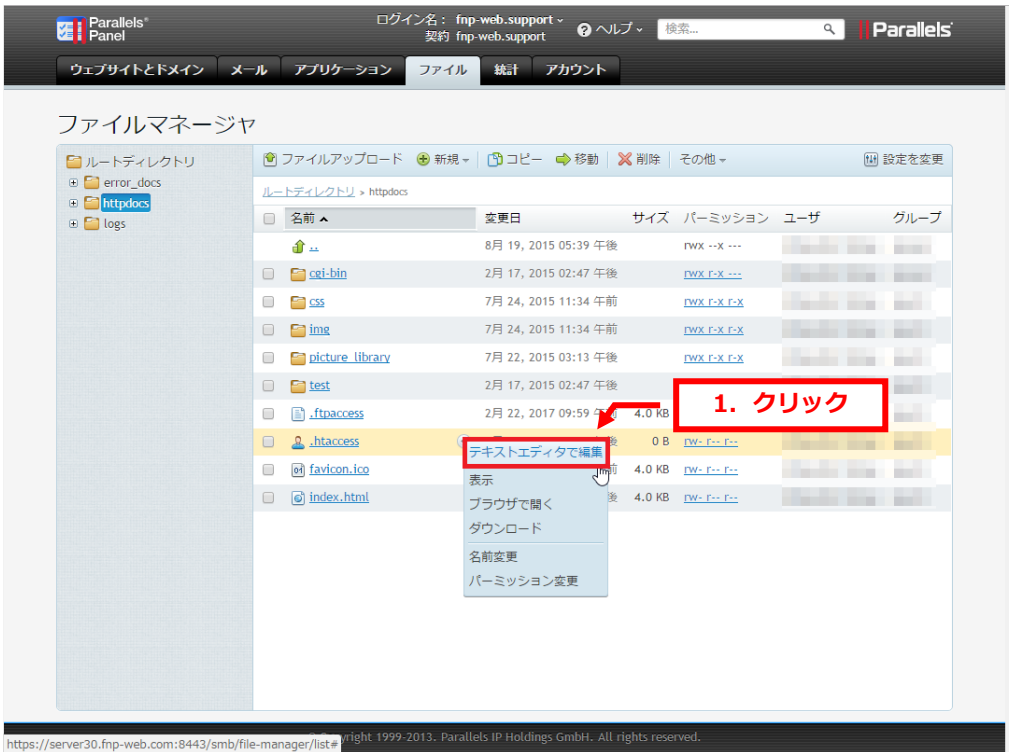 Parallels®
Panel
ログイン名： fnp-web.support
契約 fnp-web.support
ヘルプ
検索...
Parallels
ウェブサイトとドメイン メール アプリケーション ファイル 統計 アカウント
ファイルマネージャ
ルートディレクトリ
error_docs
httpdocs
logs
ファイルアップロード 新規 コピー 移動 削除 その他 設定を変更
ルートディレクトリ » httpdocs
名前 変更日 サイズ パーミッション ユーザ グループ
.. 8月 19, 2015 05:39 午後 rwx --x ---
cgi-bin 2月 17, 2015 02:47 午後 rwx r-x ---
css 7月 24, 2015 11:34 午前 rwx r-x r-x
img 7月 24, 2015 11:34 午前 rwx r-x r-x
picture_library 7月 22, 2015 03:13 午後 rwx r-x r-x
test 2月 17, 2015 02:47 午後
1. クリック
.ftpaccess 2月 22, 2017 09:59 4.0 KB
.htaccess 後 0 B rw- r-- r--
favicon.ico 前 4.0 KB rw- r-- r--
index.html 後 4.0 KB rw- r-- r--
テキストエディタで編集
表示
ブラウザで開く
ダウンロード
名前変更
パーミッション変更
right 1999-2013. Parallels IP Holdings GmbH. All rights reserved.
https://server30.fnp-web.com:8443/smb/file-manager/list#